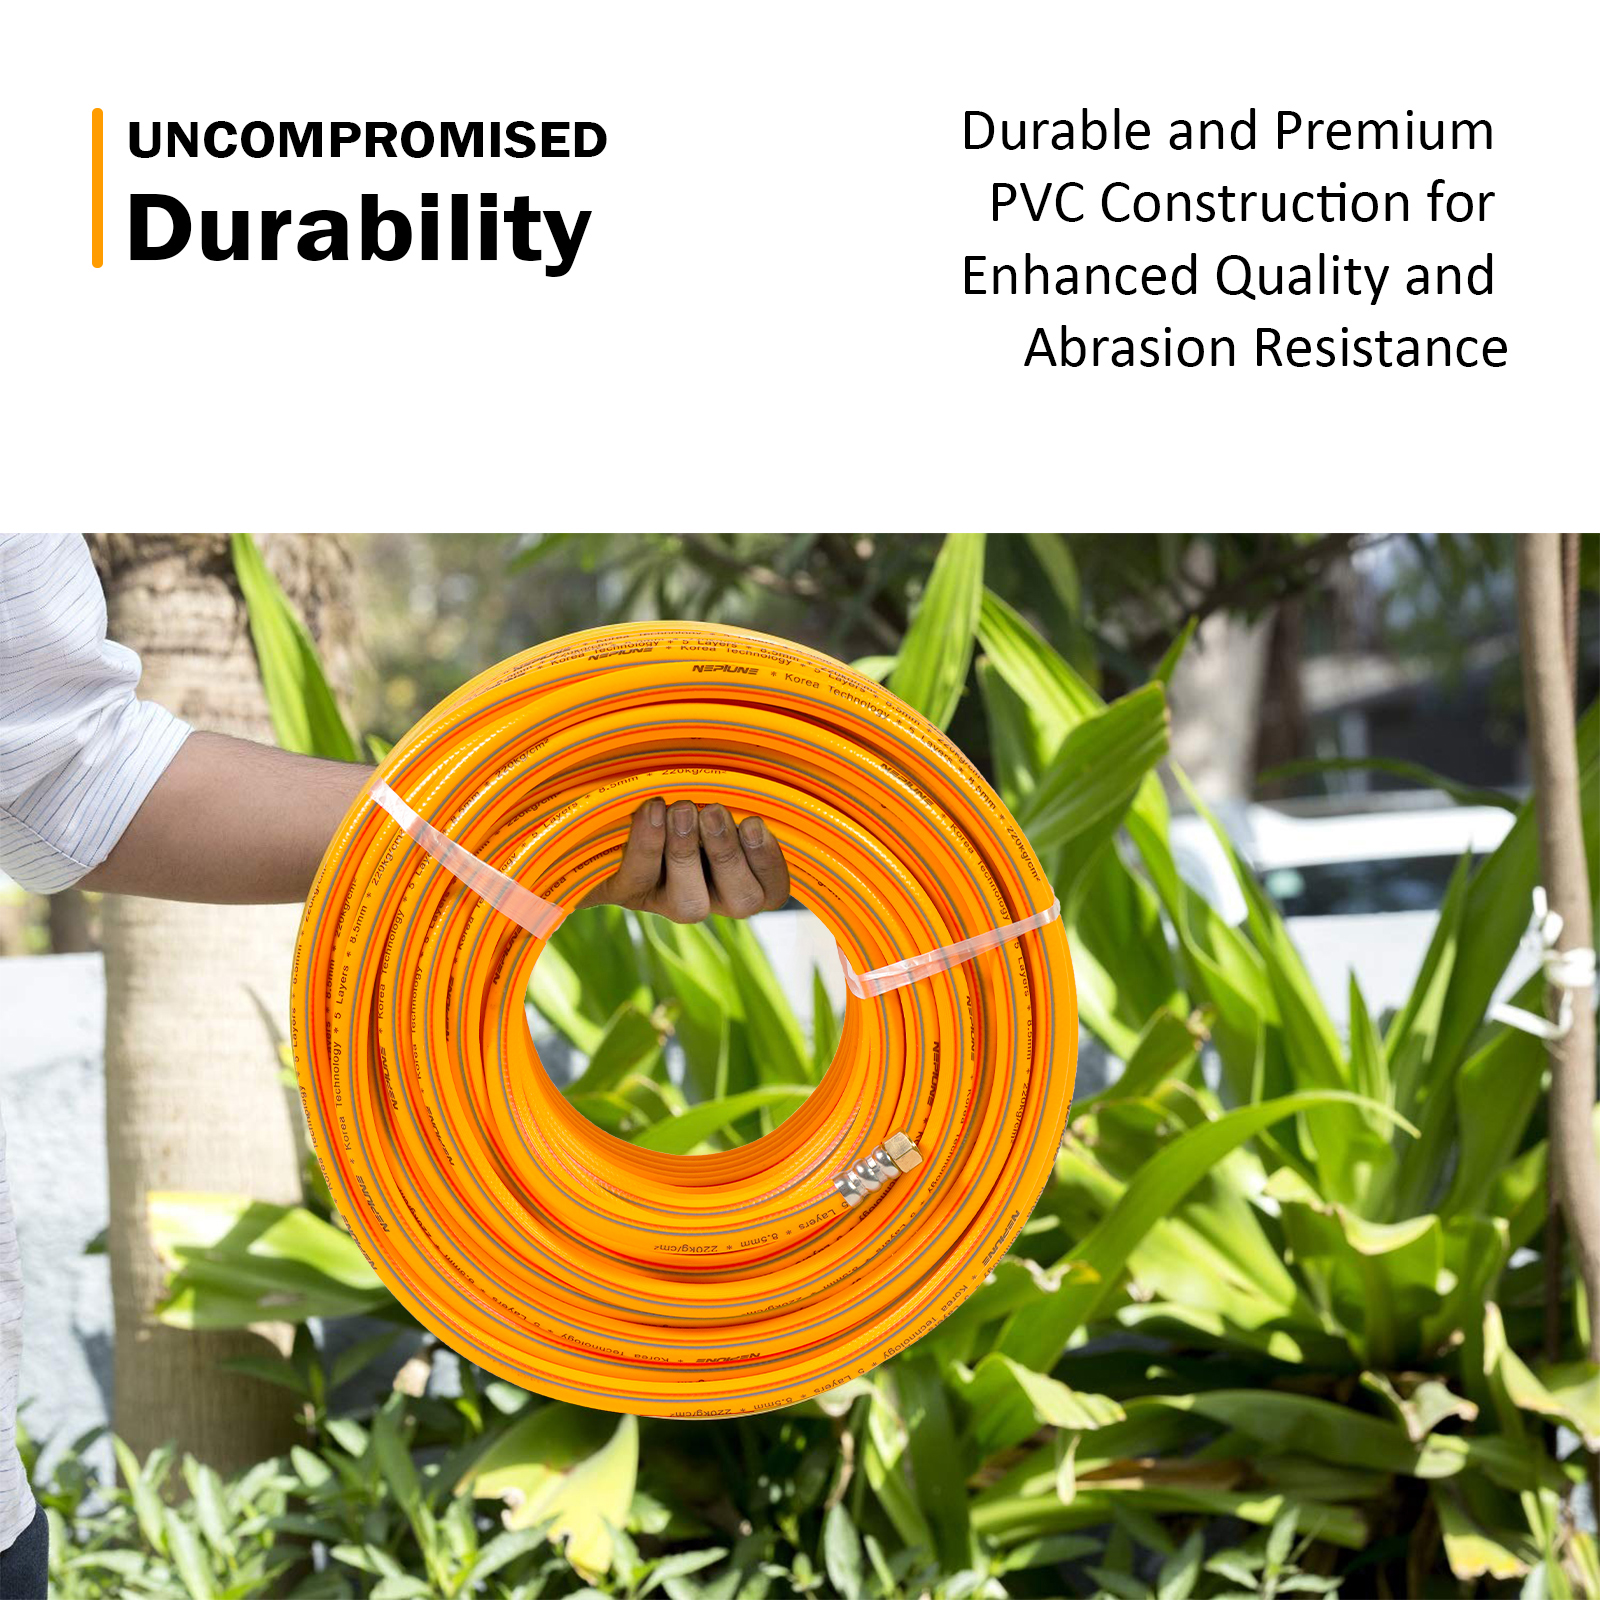 UNCOMPROMISED
Durability
Durable and Premium
PVC Construction for
Enhanced Quality and
Abrasion Resistance
NEPTUNE * Korea Technology * 5 Layers * 8.5mm * 220kg/cm²